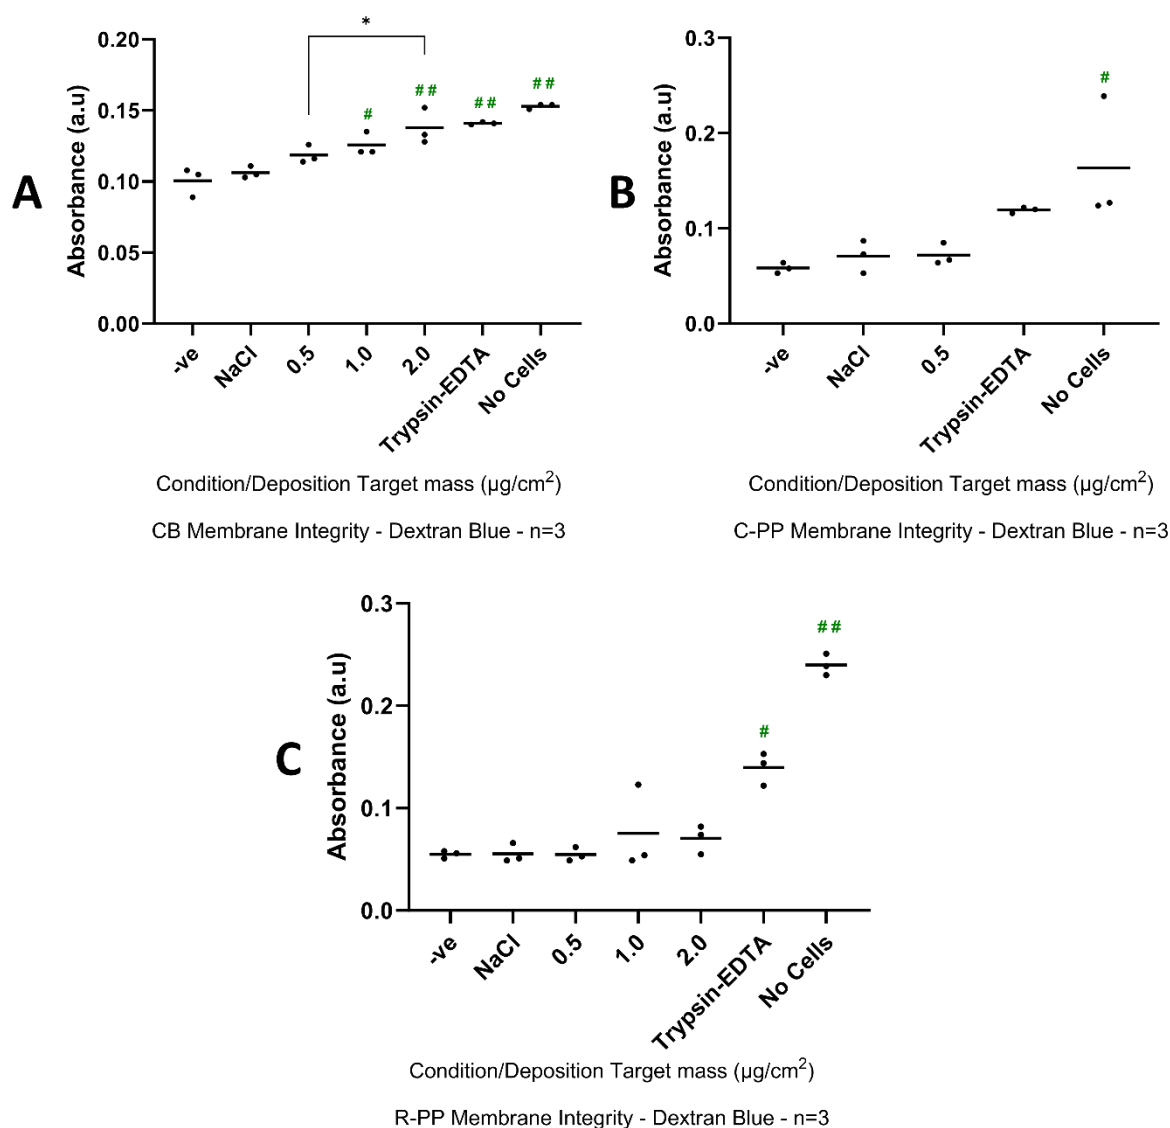 A
Absorbance (a.u)
0.20
0.15
0.10
0.05
0.00
*
#
##
##
##
-ve
NaCl
0.5
1.0
2.0
Trypsin-EDTA
No Cells
Condition/Deposition Target mass (µg/cm²)
CB Membrane Integrity - Dextran Blue - n=3
B
Absorbance (a.u)
0.3
0.2
0.1
0.0
#
-ve
NaCl
0.5
Trypsin-EDTA
No Cells
Condition/Deposition Target mass (µg/cm²)
C-PP Membrane Integrity - Dextran Blue - n=3
C
Absorbance (a.u)
0.3
0.2
0.1
0.0
#
##
-ve
NaCl
0.5
1.0
2.0
Trypsin-EDTA
No Cells
Condition/Deposition Target mass (µg/cm²)
R-PP Membrane Integrity - Dextran Blue - n=3